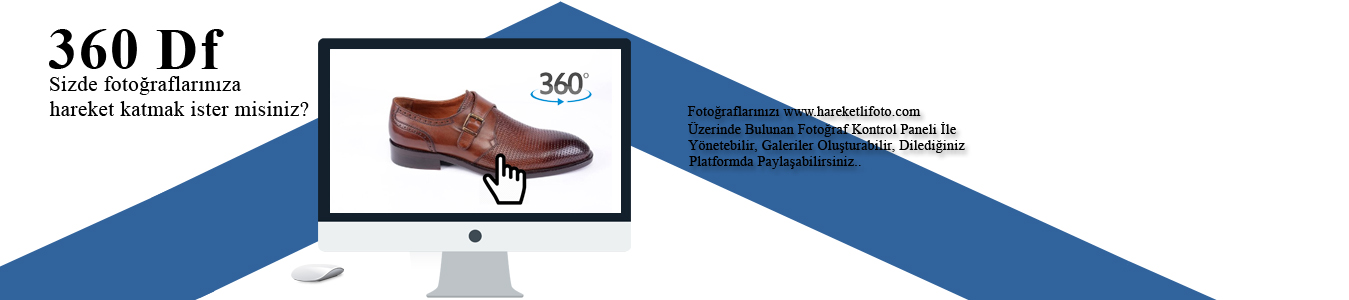 360 Df
Sizde fotoğraflarınıza
hareket katmak ister misiniz?
360°
Fotoğraflarınızı www.hareketlifoto.com
Üzerinde Bulunan Fotoğraf Kontrol Paneli İle
Yönetebilir, Galeriler Oluşturabilir, Dilediğiniz
Platformda Paylaşabilirsiniz..